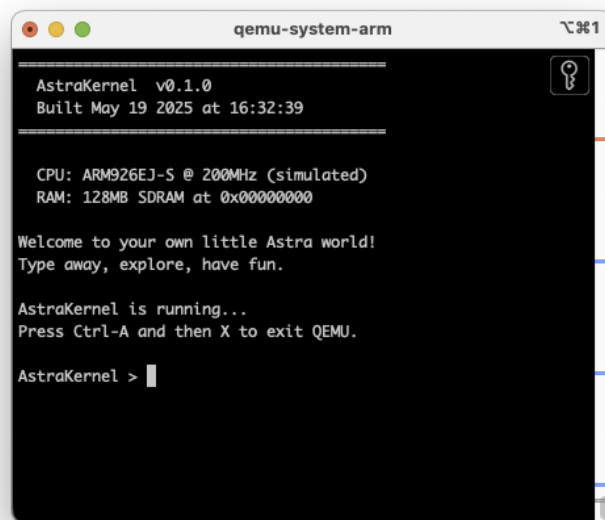 qemu-system-arm
⌥⌘1
========================================
AstraKernel v0.1.0
Built May 19 2025 at 16:32:39
========================================
CPU: ARM926EJ-S @ 200MHz (simulated)
RAM: 128MB SDRAM at 0x00000000
Welcome to your own little Astra world!
Type away, explore, have fun.
AstraKernel is running...
Press Ctrl-A and then X to exit QEMU.
AstraKernel >